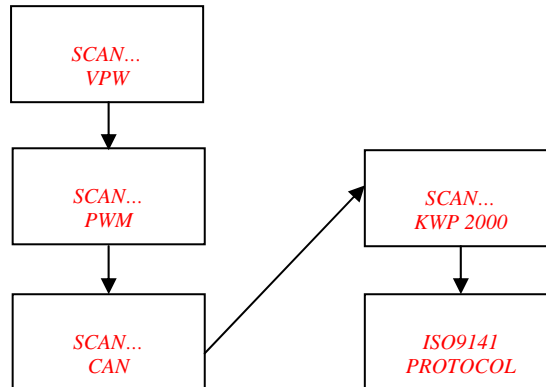 SCAN...
VPW
SCAN...
PWM
SCAN...
CAN
SCAN...
KWP 2000
ISO9141
PROTOCOL